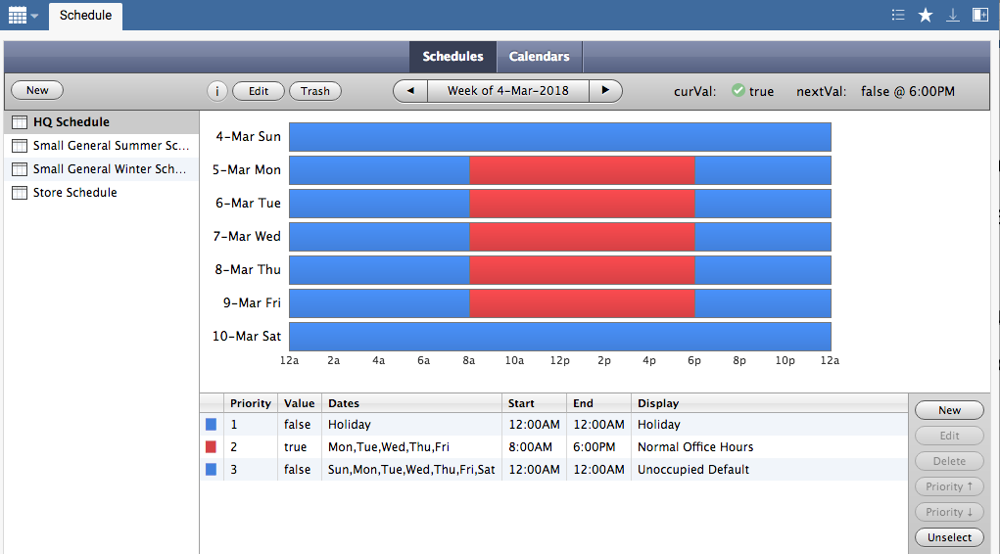 Schedule
Schedules Calendars
New i Edit Trash ◄ Week of 4-Mar-2018 ► curVal: true nextVal: false @ 6:00PM
HQ Schedule
Small General Summer Sc...
Small General Winter Sch...
Store Schedule
4-Mar Sun
5-Mar Mon
6-Mar Tue
7-Mar Wed
8-Mar Thu
9-Mar Fri
10-Mar Sat
12a 2a 4a 6a 8a 10a 12p 2p 4p 6p 8p 10p 12a
Priority Value Dates Start End Display
1 false Holiday 12:00AM 12:00AM Holiday
2 true Mon,Tue,Wed,Thu,Fri 8:00AM 6:00PM Normal Office Hours
3 false Sun,Mon,Tue,Wed,Thu,Fri,Sat 12:00AM 12:00AM Unoccupied Default
New
Edit
Delete
Priority ↑
Priority ↓
Unselect